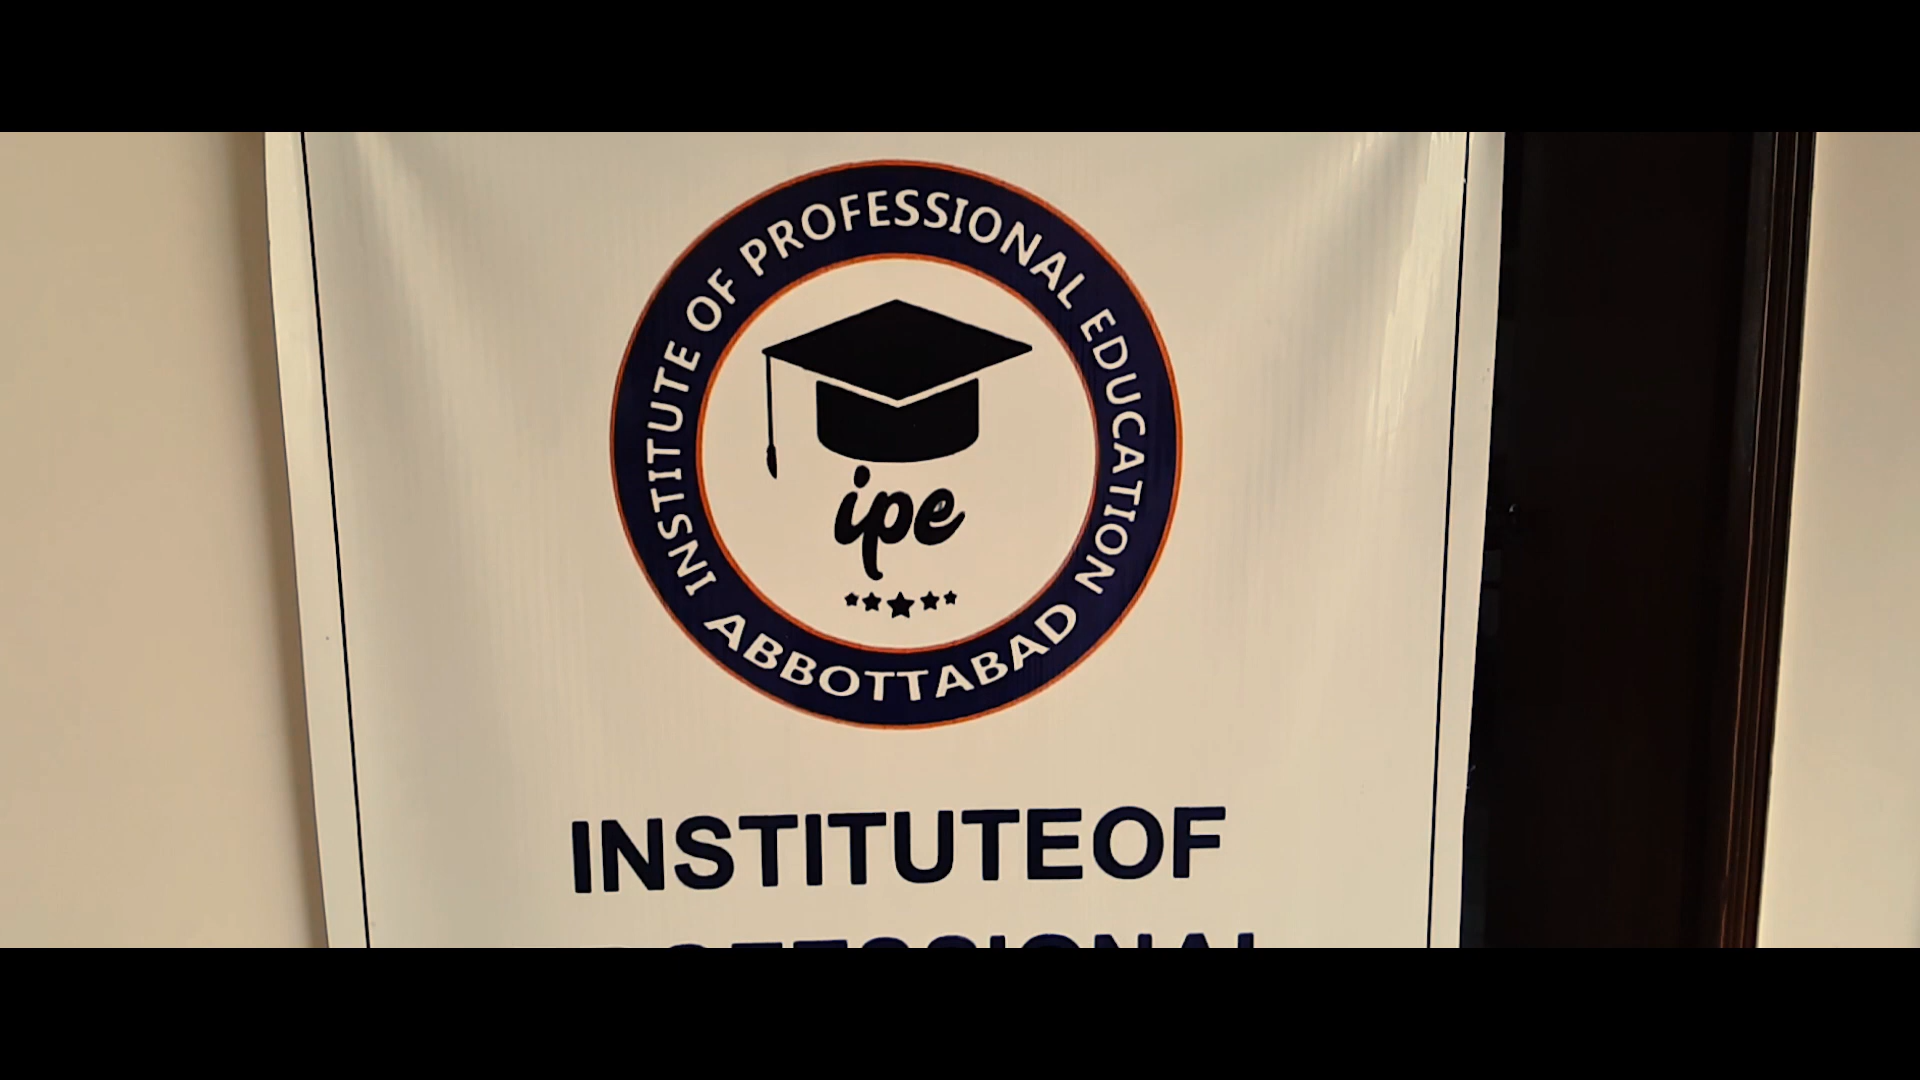 INSTITUTE OF PROFESSIONAL EDUCATION
ABBOTTABAD
ipe
INSTITUTEOF